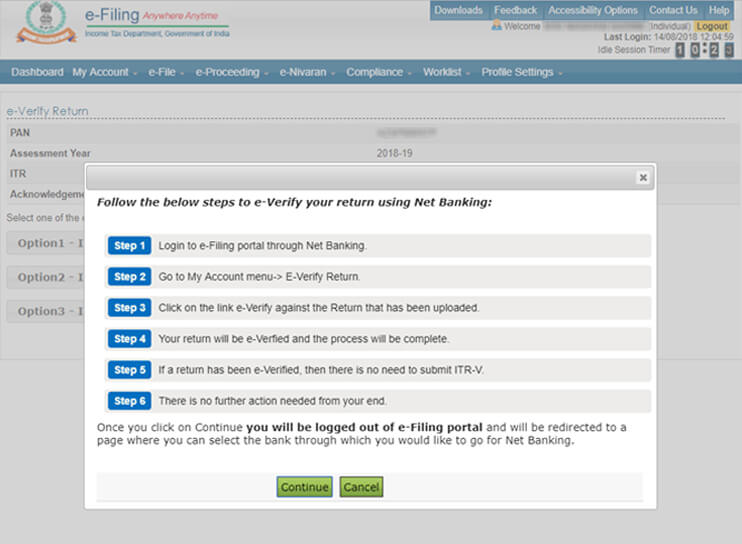 e-Filing Anywhere Anytime
Income Tax Department, Government of India
Downloads Feedback Accessibility Options Contact Us Help
Welcome (Individual) Logout
Last Login: 14/08/2018 12:04:59
Idle Session Timer 1 0 : 2 3
Dashboard My Account e-File e-Proceeding e-Nivaran Compliance Worklist Profile Settings
e-Verify Return
PAN
Assessment Year 2018-19
ITR
Acknowledgeme
Select one of the
Option1 - I
Option2 - I
Option3 - I
Follow the below steps to e-Verify your return using Net Banking:
Step 1 Login to e-Filing portal through Net Banking.
Step 2 Go to My Account menu-> E-Verify Return.
Step 3 Click on the link e-Verify against the Return that has been uploaded.
Step 4 Your return will be e-Verfied and the process will be complete.
Step 5 If a return has been e-Verified, then there is no need to submit ITR-V.
Step 6 There is no further action needed from your end.
Once you click on Continue you will be logged out of e-Filing portal and will be redirected to a
page where you can select the bank through which you would like to go for Net Banking.
Continue Cancel